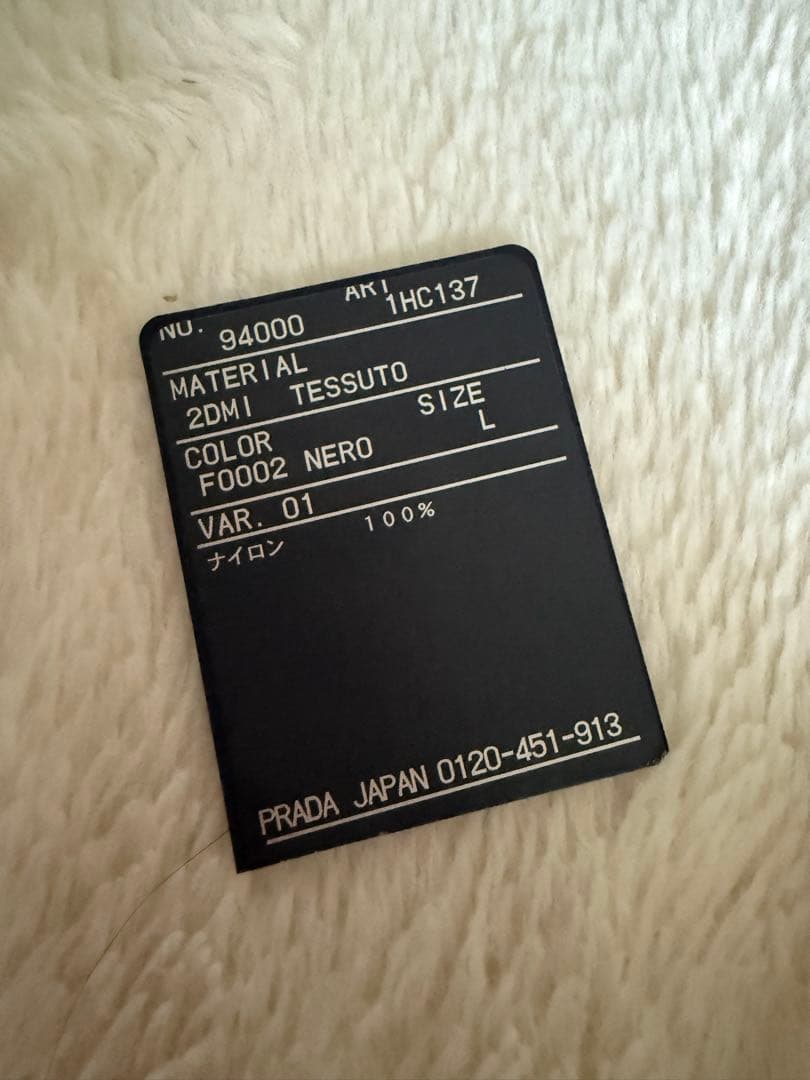 NO. ART
94000 1HC137
MATERIAL
2DMI TESSUTO
COLOR SIZE
F0002 NERO L
VAR. 01
ナイロン 100%
PRADA JAPAN 0120-451-913